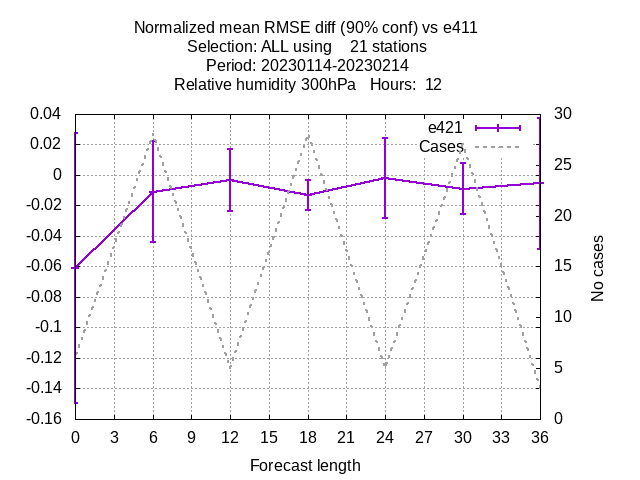 Normalized mean RMSE diff (90% conf) vs e411
Selection: ALL using    21 stations
Period: 20230114-20230214
Relative humidity 300hPa   Hours:  12
e421
Cases
0.04
0.02
0
-0.02
-0.04
-0.06
-0.08
-0.1
-0.12
-0.14
-0.16
30
25
20
15
10
5
0
No cases
0 3 6 9 12 15 18 21 24 27 30 33 36
Forecast length